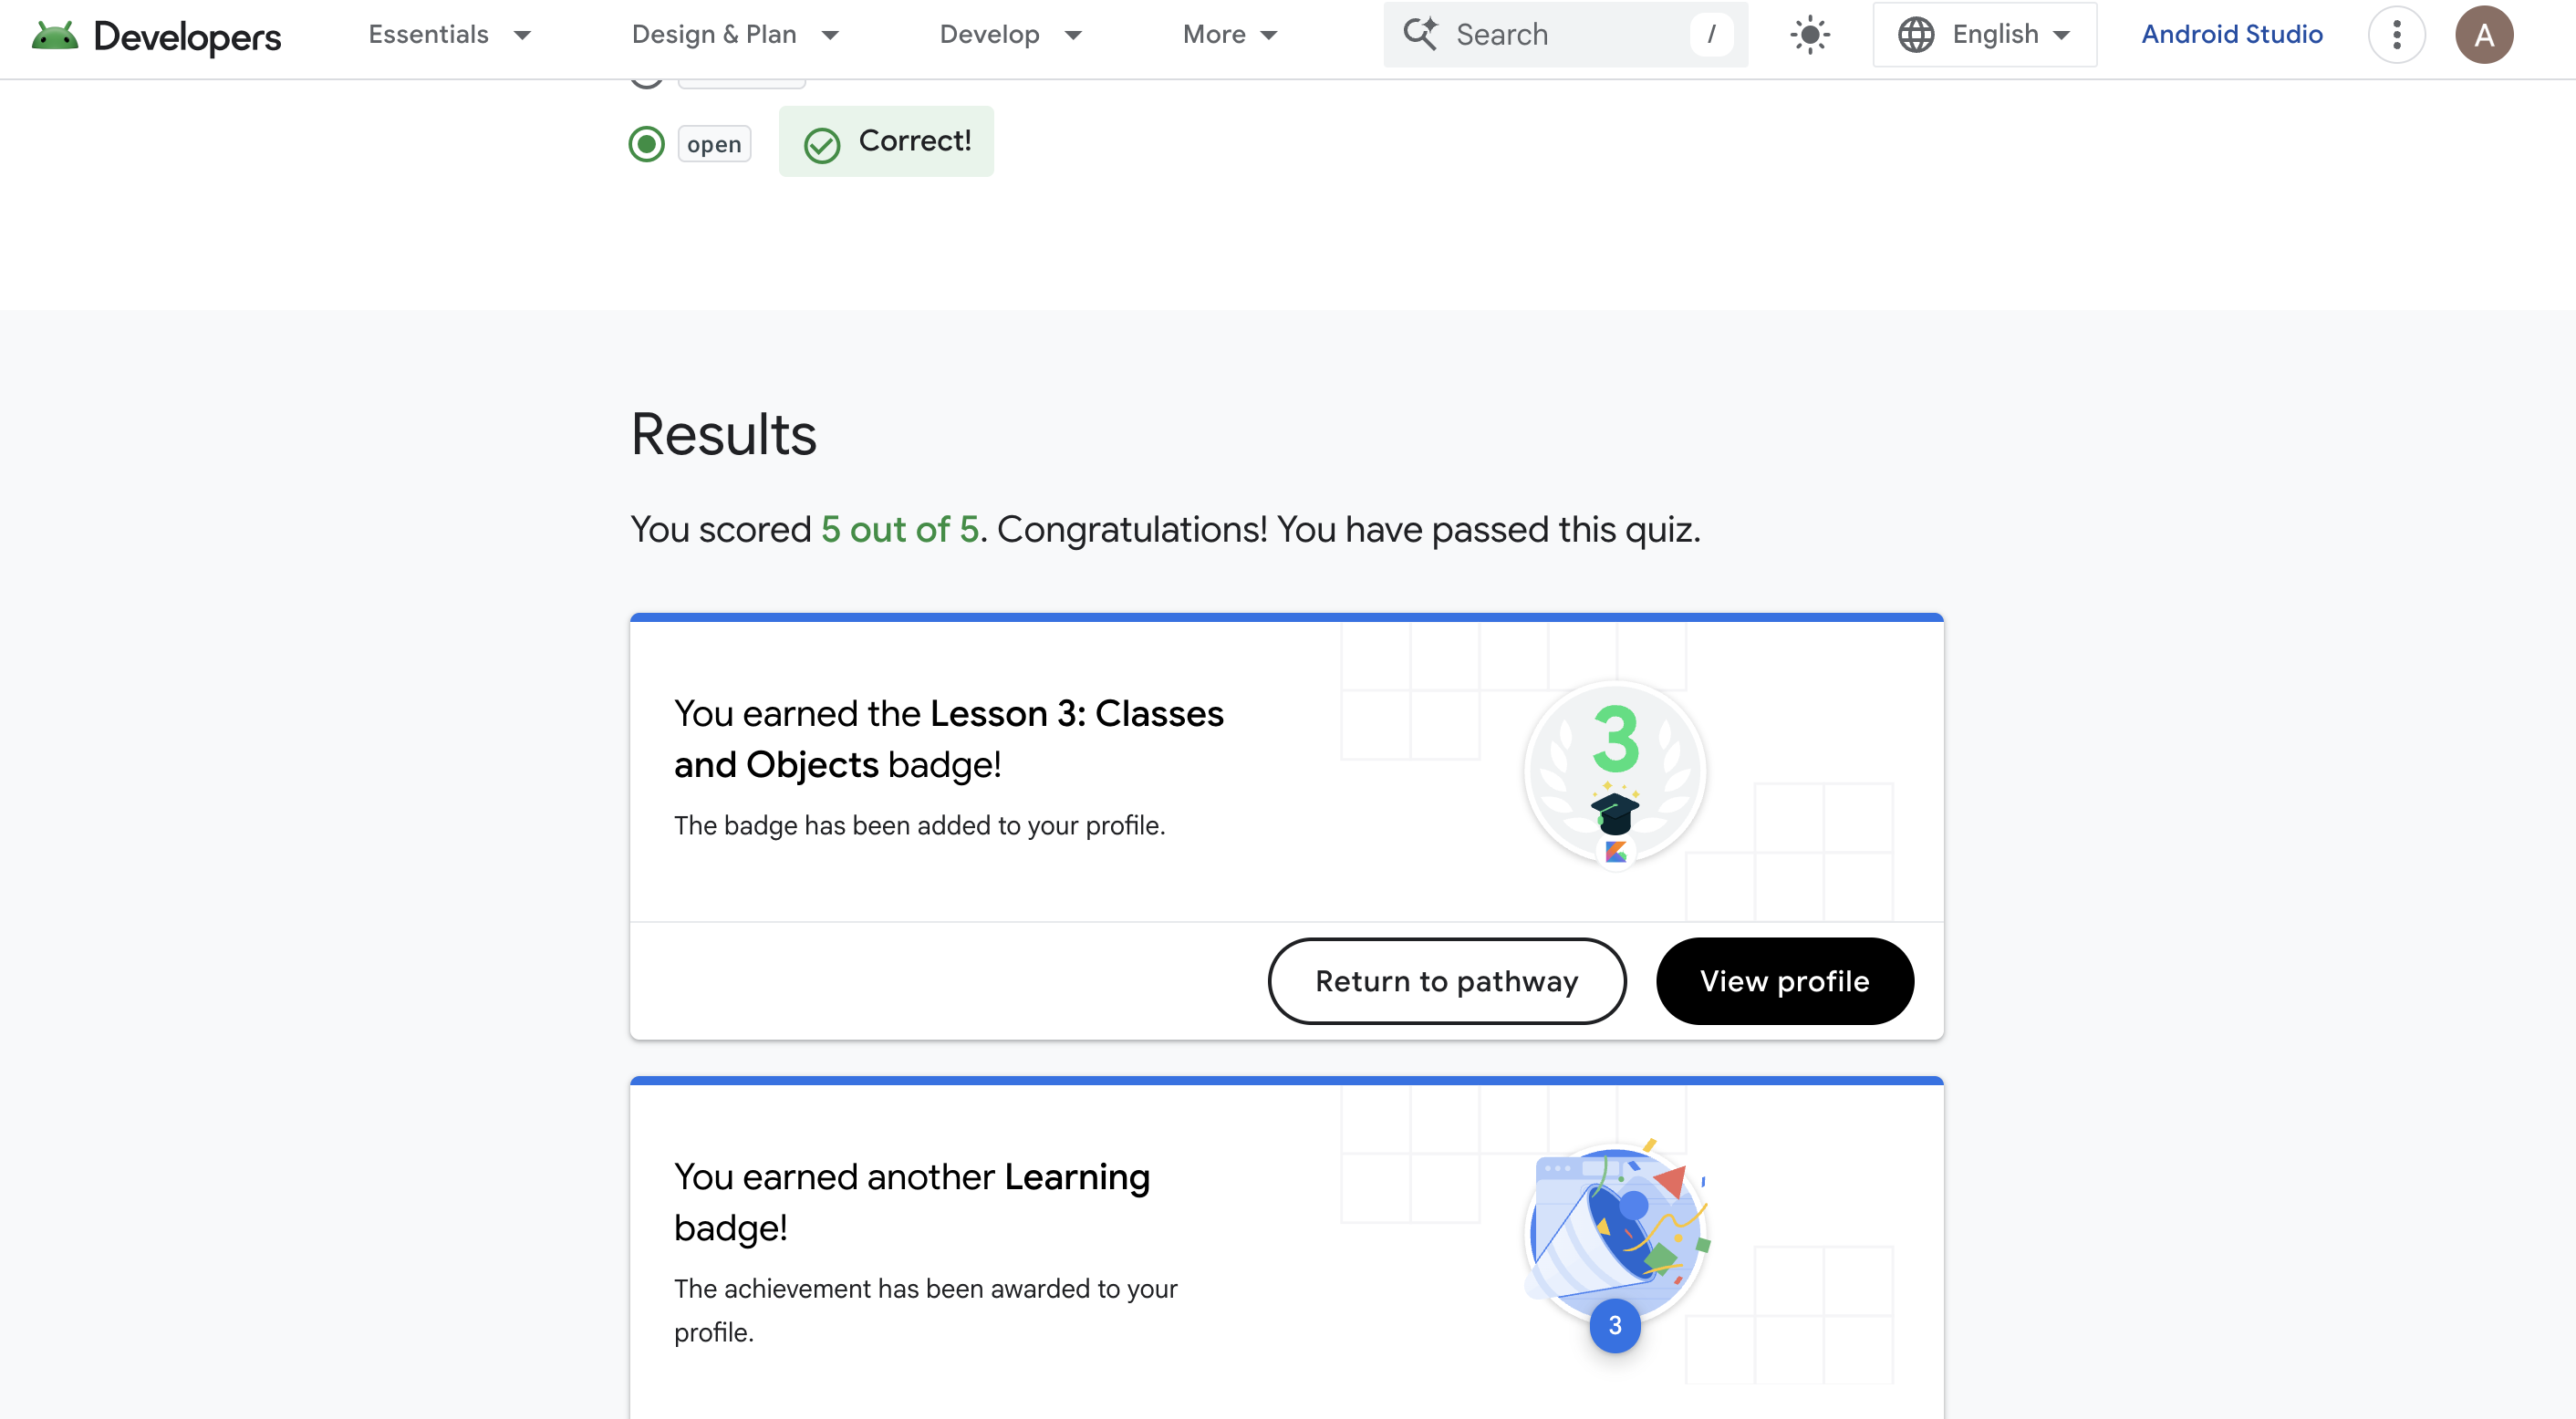 Developers
Essentials
Design & Plan
Develop
More
Search
/
English
Android Studio
A
open
Correct!
Results
You scored 5 out of 5. Congratulations! You have passed this quiz.
You earned the Lesson 3: Classes
and Objects badge!
The badge has been added to your profile.
3
Return to pathway
View profile
You earned another Learning
badge!
The achievement has been awarded to your
profile.
3